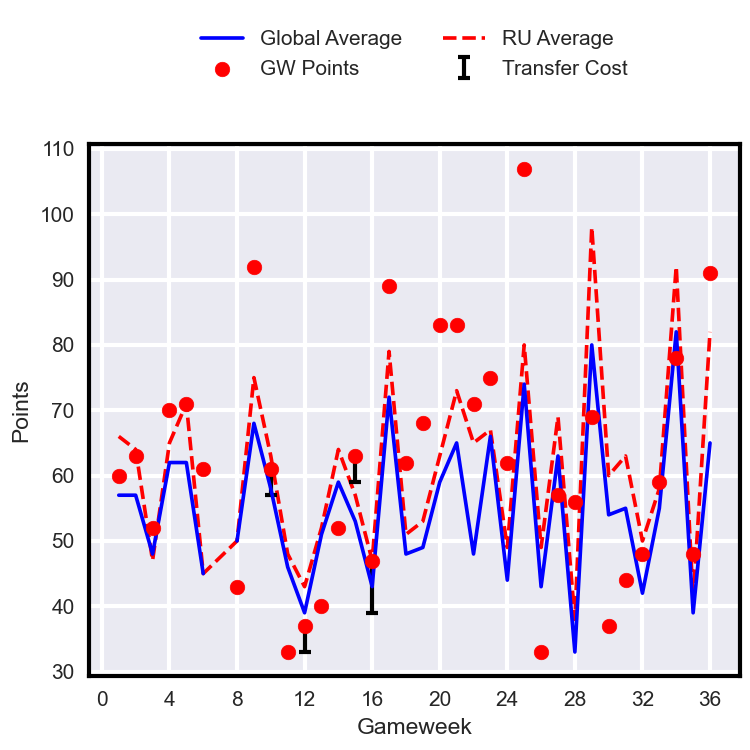 Global Average
RU Average
GW Points
Transfer Cost
110
100
90
80
70
60
50
40
30
Points
0 4 8 12 16 20 24 28 32 36
Gameweek